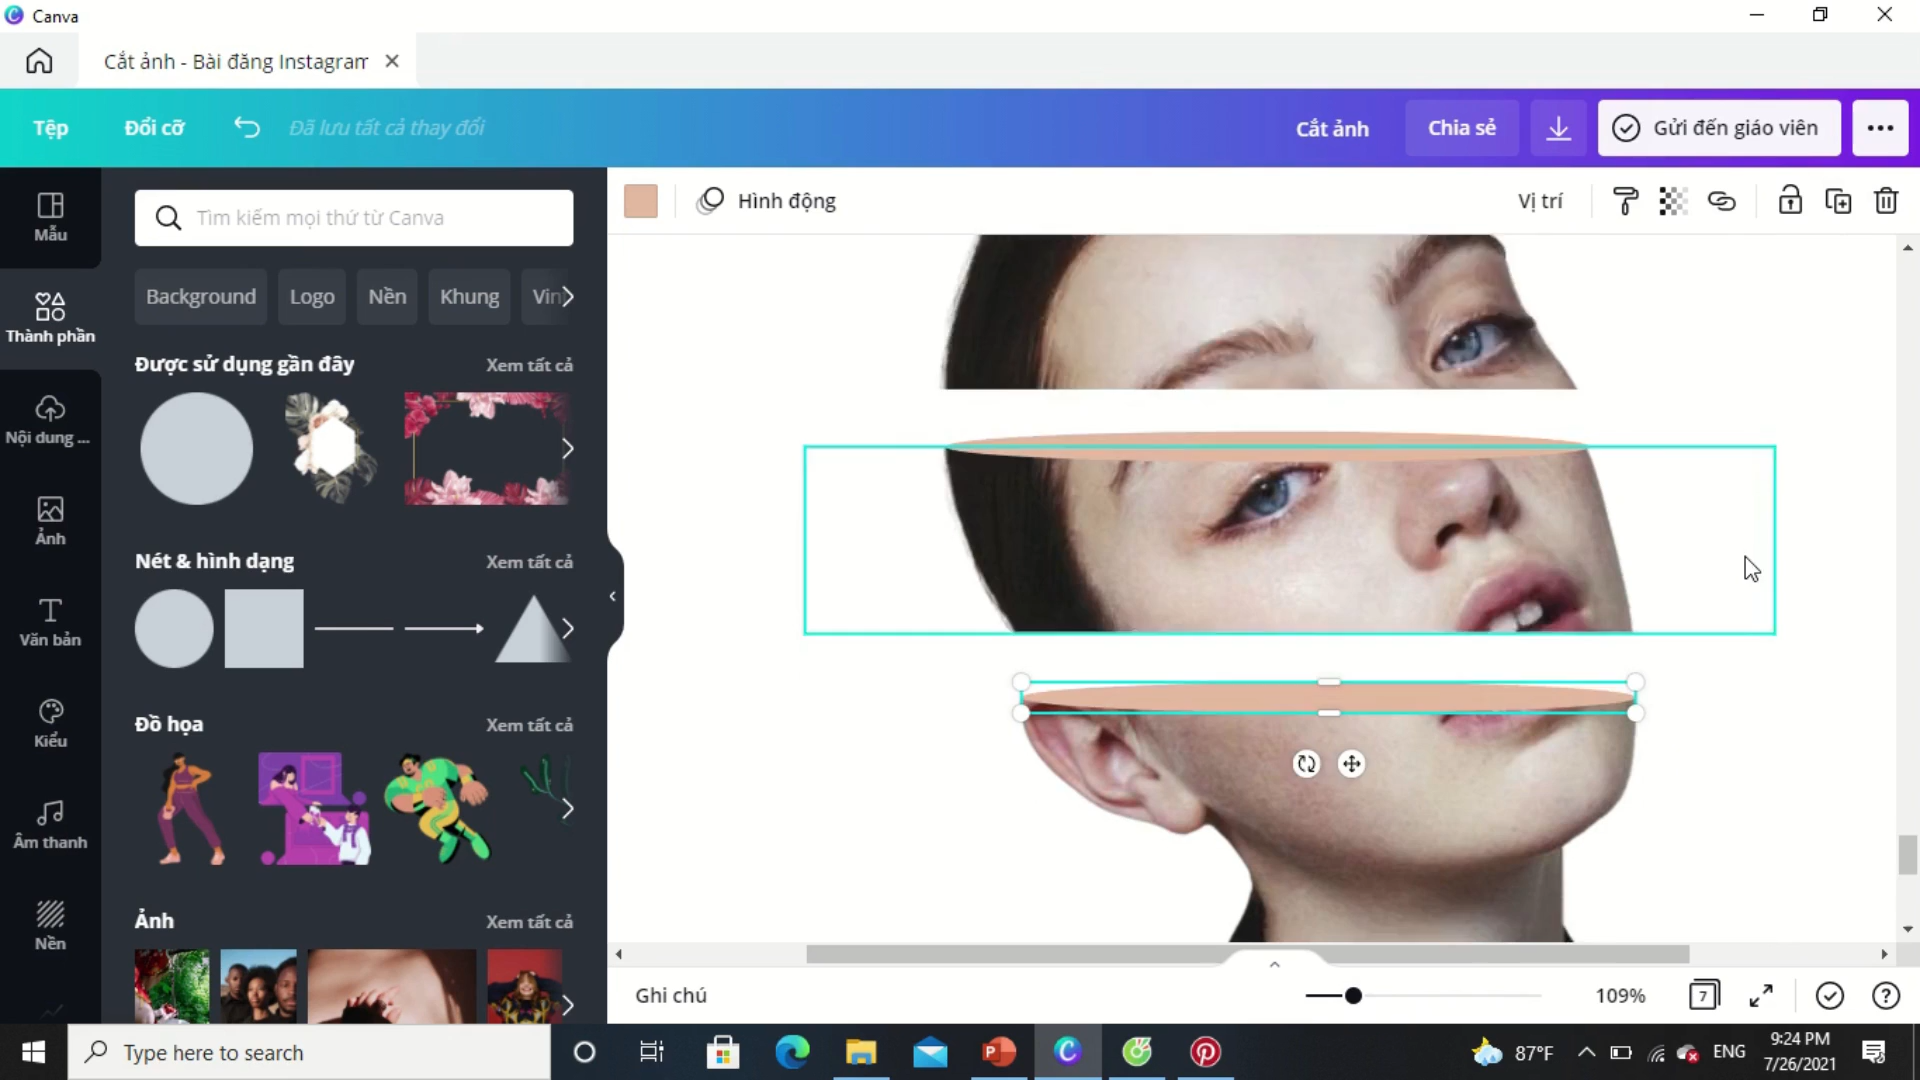 Canva
Cắt ảnh - Bài đăng Instagram
Tệp
Đổi cỡ
Đã lưu tất cả thay đổi
Cắt ảnh
Chia sẻ
Gửi đến giáo viên
Mẫu
Thành phần
Nội dung ...
Ảnh
Văn bản
Kiểu
Âm thanh
Nền
Tìm kiếm mọi thứ từ Canva
Background
Logo
Nền
Khung
Vin
Được sử dụng gần đây
Xem tất cả
Nét & hình dạng
Xem tất cả
Đồ họa
Xem tất cả
Ảnh
Xem tất cả
Hình động
Vị trí
Ghi chú
109%
7
Type here to search
87°F
ENG
9:24 PM
7/26/2021